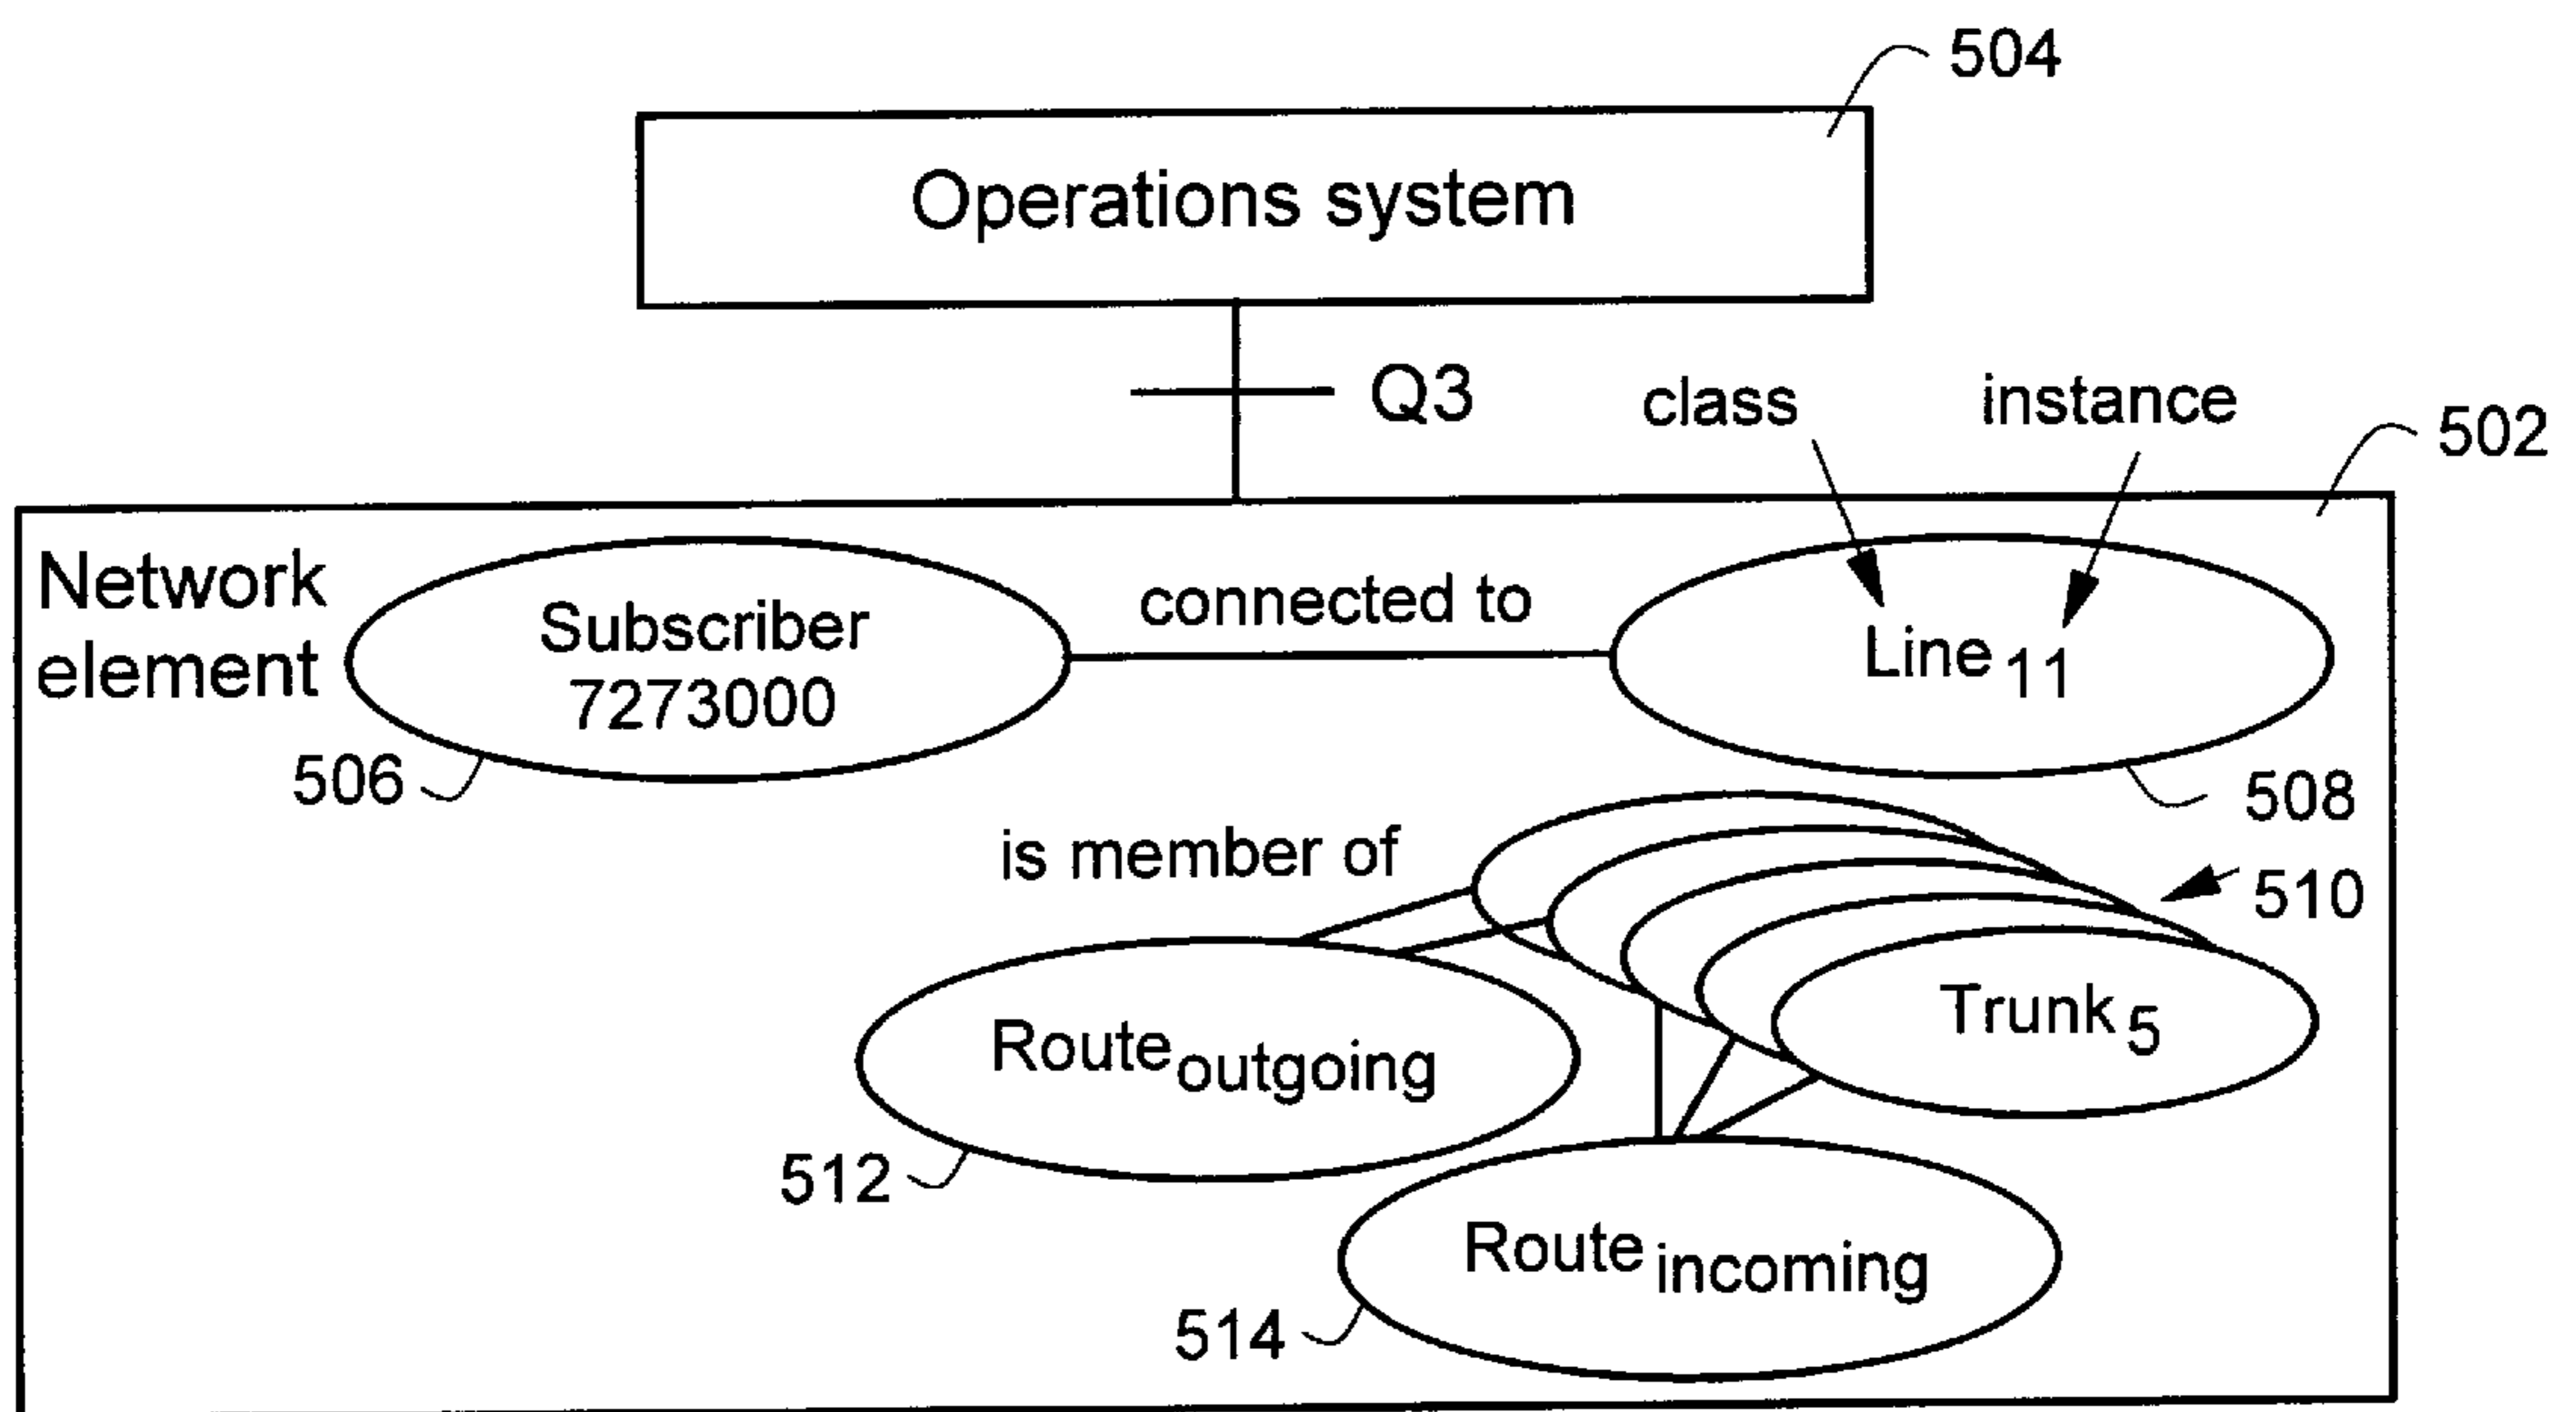 504
Operations system
Q3
class
instance
502
Network
element
Subscriber
7273000
connected to
Line 11
506
508
is member of
510
Trunk 5
Route outgoing
512
Route incoming
514